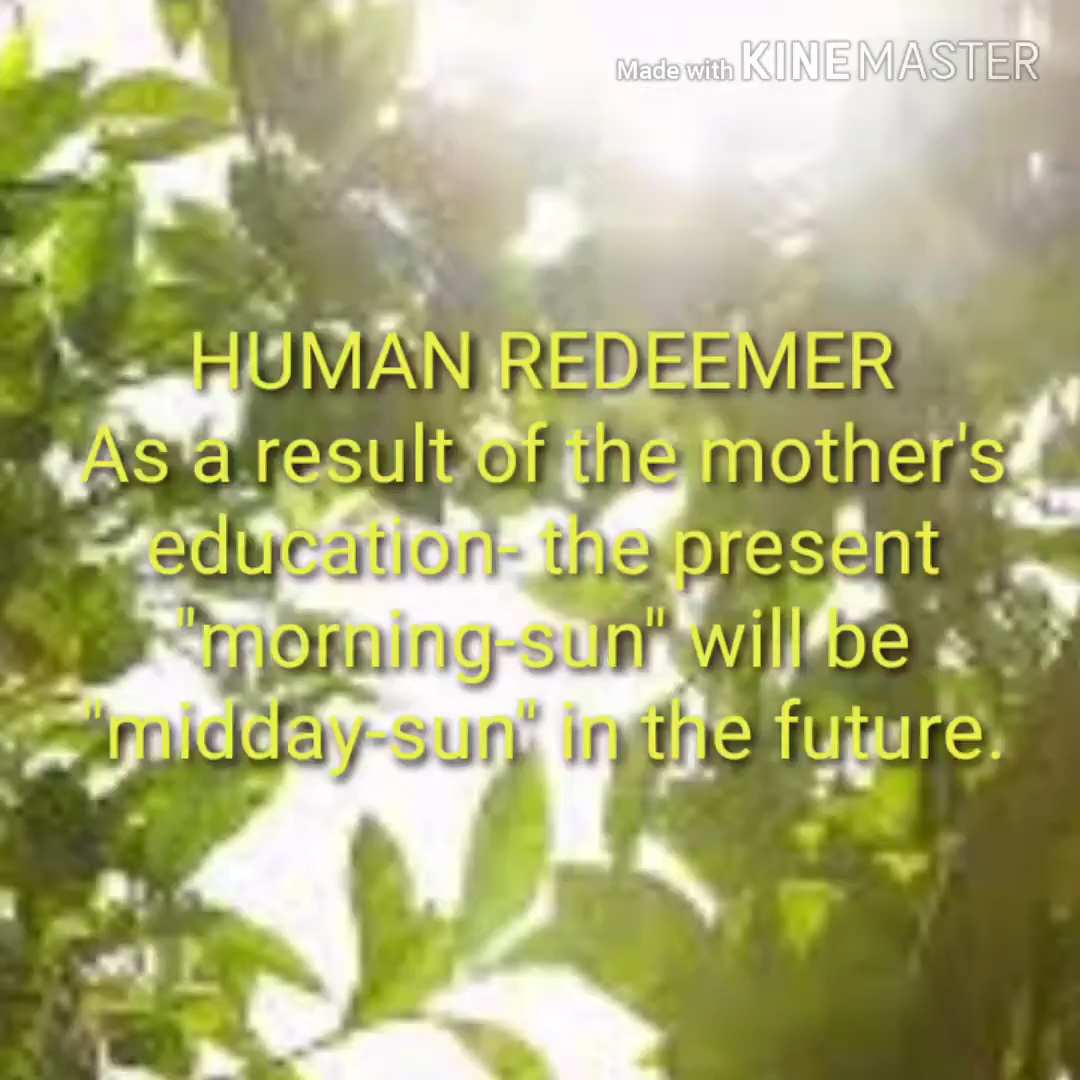 Made with KINEMASTER
HUMAN REDEEMER
As a result of the mother's
education- the present
"morning-sun" will be
"midday-sun" in the future.